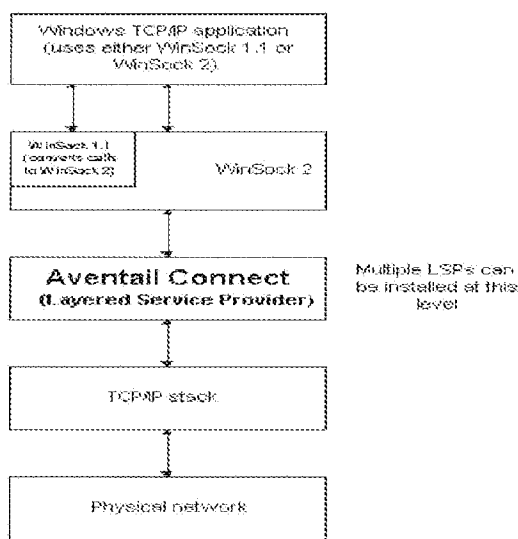 Windows TCP/IP application
(uses either WinSock 1.1 or
WinSock 2)
WinSock 1.1
(converts calls
to WinSock 2)
WinSock 2
Aventail Connect
(Layered Service Provider)
Multiple LSPs can
be installed at this
level
TCP/IP stack
Physical network